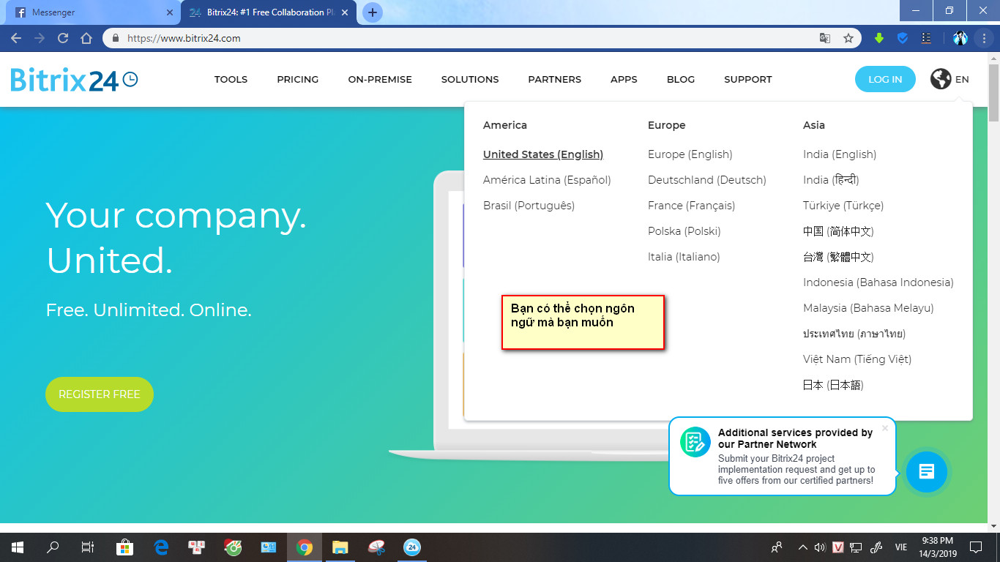 Messenger
Bitrix24: #1 Free Collaboration Pl
https://www.bitrix24.com
Bitrix24
TOOLS
PRICING
ON-PREMISE
SOLUTIONS
PARTNERS
APPS
BLOG
SUPPORT
LOG IN
EN
Your company.
United.
Free. Unlimited. Online.
REGISTER FREE
America
United States (English)
América Latina (Español)
Brasil (Português)
Europe
Europe (English)
Deutschland (Deutsch)
France (Français)
Polska (Polski)
Italia (Italiano)
Asia
India (English)
India (हिन्दी)
Türkiye (Türkçe)
中国 (简体中文)
台灣 (繁體中文)
Indonesia (Bahasa Indonesia)
Malaysia (Bahasa Melayu)
ประเทศไทย (ภาษาไทย)
Việt Nam (Tiếng Việt)
日本 (日本語)
Bạn có thể chọn ngôn
ngữ mà bạn muốn
Additional services provided by
our Partner Network
Submit your Bitrix24 project
implementation request and get up to
five offers from our certified partners!
24
V
VIE
9:38 PM
14/3/2019